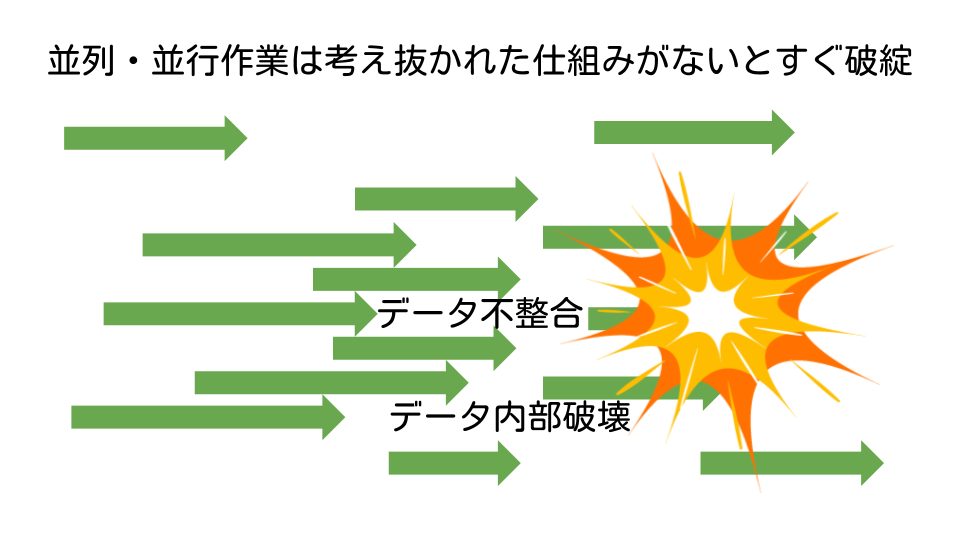 並列・並行作業は考え抜かれた仕組みがないとすぐ破綻
データ不整合
データ内部破壊